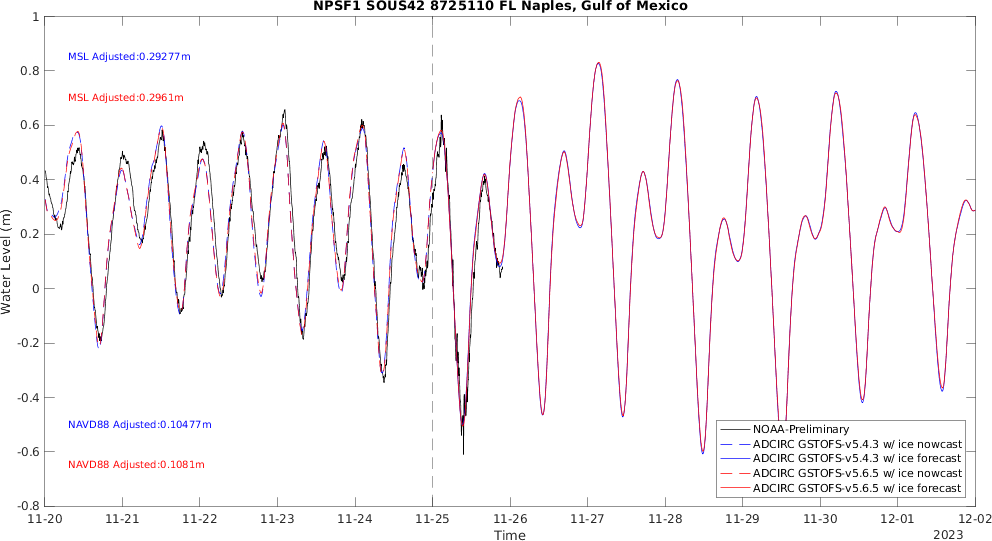 NPSF1 SOUS42 8725110 FL Naples, Gulf of Mexico
1
0.8
0.6
0.4
0.2
0
-0.2
-0.4
-0.6
-0.8
Water Level (m)
MSL Adjusted:0.29277m
MSL Adjusted:0.2961m
NAVD88 Adjusted:0.10477m
NAVD88 Adjusted:0.1081m
NOAA-Preliminary
ADCIRC GSTOFS-v5.4.3 w/ ice nowcast
ADCIRC GSTOFS-v5.4.3 w/ ice forecast
ADCIRC GSTOFS-v5.6.5 w/ ice nowcast
ADCIRC GSTOFS-v5.6.5 w/ ice forecast
11-20 11-21 11-22 11-23 11-24 11-25 11-26 11-27 11-28 11-29 11-30 12-01 12-02
Time
2023